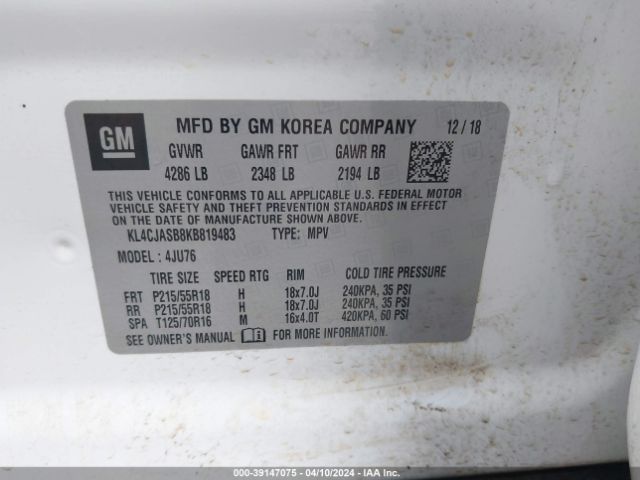 GM
MFD BY GM KOREA COMPANY 12 / 18
GVWR GAWR FRT GAWR RR
4286 LB 2348 LB 2194 LB
THIS VEHICLE CONFORMS TO ALL APPLICABLE U.S. FEDERAL MOTOR
VEHICLE SAFETY AND THEFT PREVENTION STANDARDS IN EFFECT
ON THE DATE OF MANUFACTURE SHOWN ABOVE.
KL4CJASB8KB819483 TYPE: MPV
MODEL : 4JU76
TIRE SIZE SPEED RTG RIM COLD TIRE PRESSURE
FRT P215/55R18 H 18x7.0J 240KPA, 35 PSI
RR P215/55R18 H 18x7.0J 240KPA, 35 PSI
SPA T125/70R16 M 16x4.0T 420KPA, 60 PSI
SEE OWNER'S MANUAL FOR MORE INFORMATION
000-39147075 - 04/10/2024 - IAA Inc.